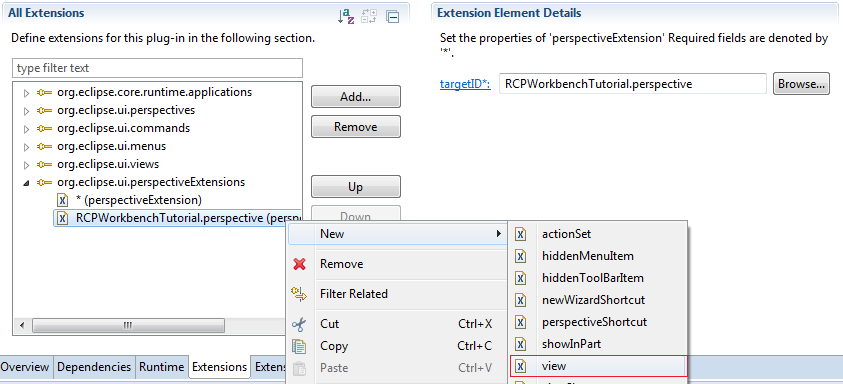 All Extensions
Define extensions for this plug-in in the following section.
type filter text
org.eclipse.core.runtime.applications
org.eclipse.ui.perspectives
org.eclipse.ui.commands
org.eclipse.ui.menus
org.eclipse.ui.views
org.eclipse.ui.perspectiveExtensions
* (perspectiveExtension)
RCPWorkbenchTutorial.perspective (persp
Add...
Remove
Up
Down
Extension Element Details
Set the properties of 'perspectiveExtension' Required fields are denoted by
'*'.
targetID*: RCPWorkbenchTutorial.perspective Browse...
New
Remove
Filter Related
Cut Ctrl+X
Copy Ctrl+C
Paste Ctrl+V
actionSet
hiddenMenuItem
hiddenToolBarItem
newWizardShortcut
perspectiveShortcut
showInPart
view
Overview Dependencies Runtime Extensions Exten